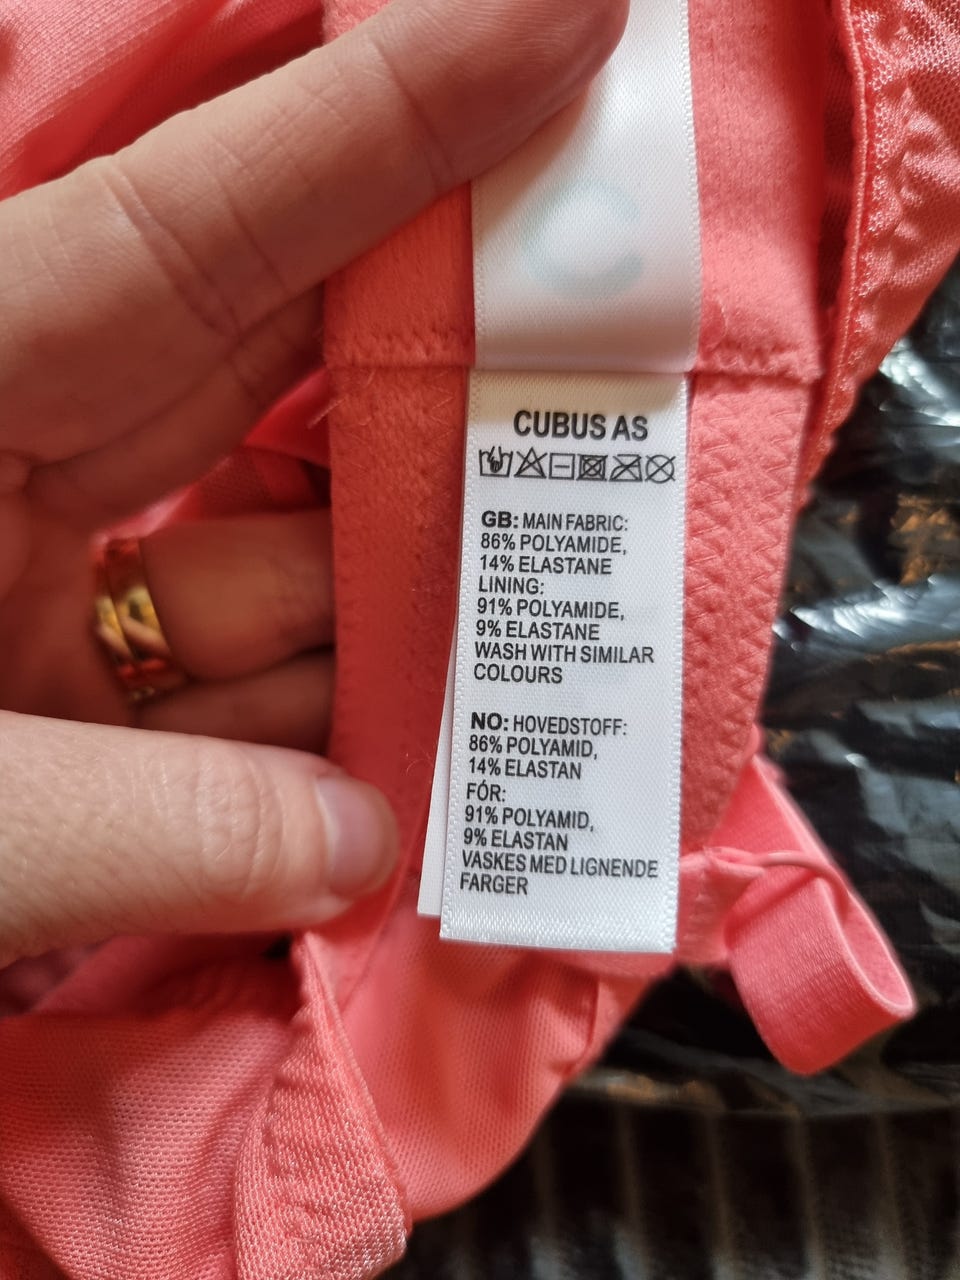 CUBUS AS
GB: MAIN FABRIC:
86% POLYAMIDE,
14% ELASTANE
LINING:
91% POLYAMIDE,
9% ELASTANE
WASH WITH SIMILAR
COLOURS
NO: HOVEDSTOFF:
86% POLYAMID,
14% ELASTAN
FÓR:
91% POLYAMID,
9% ELASTAN
VASKES MED LIGNENDE
FARGER